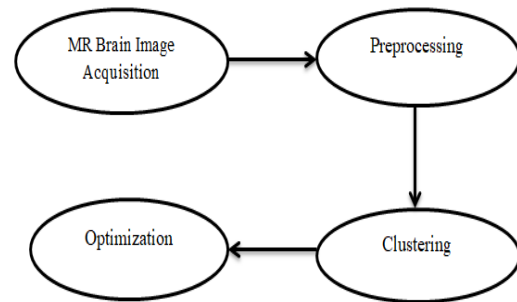 MR Brain Image
Acquisition
Preprocessing
Clustering
Optimization